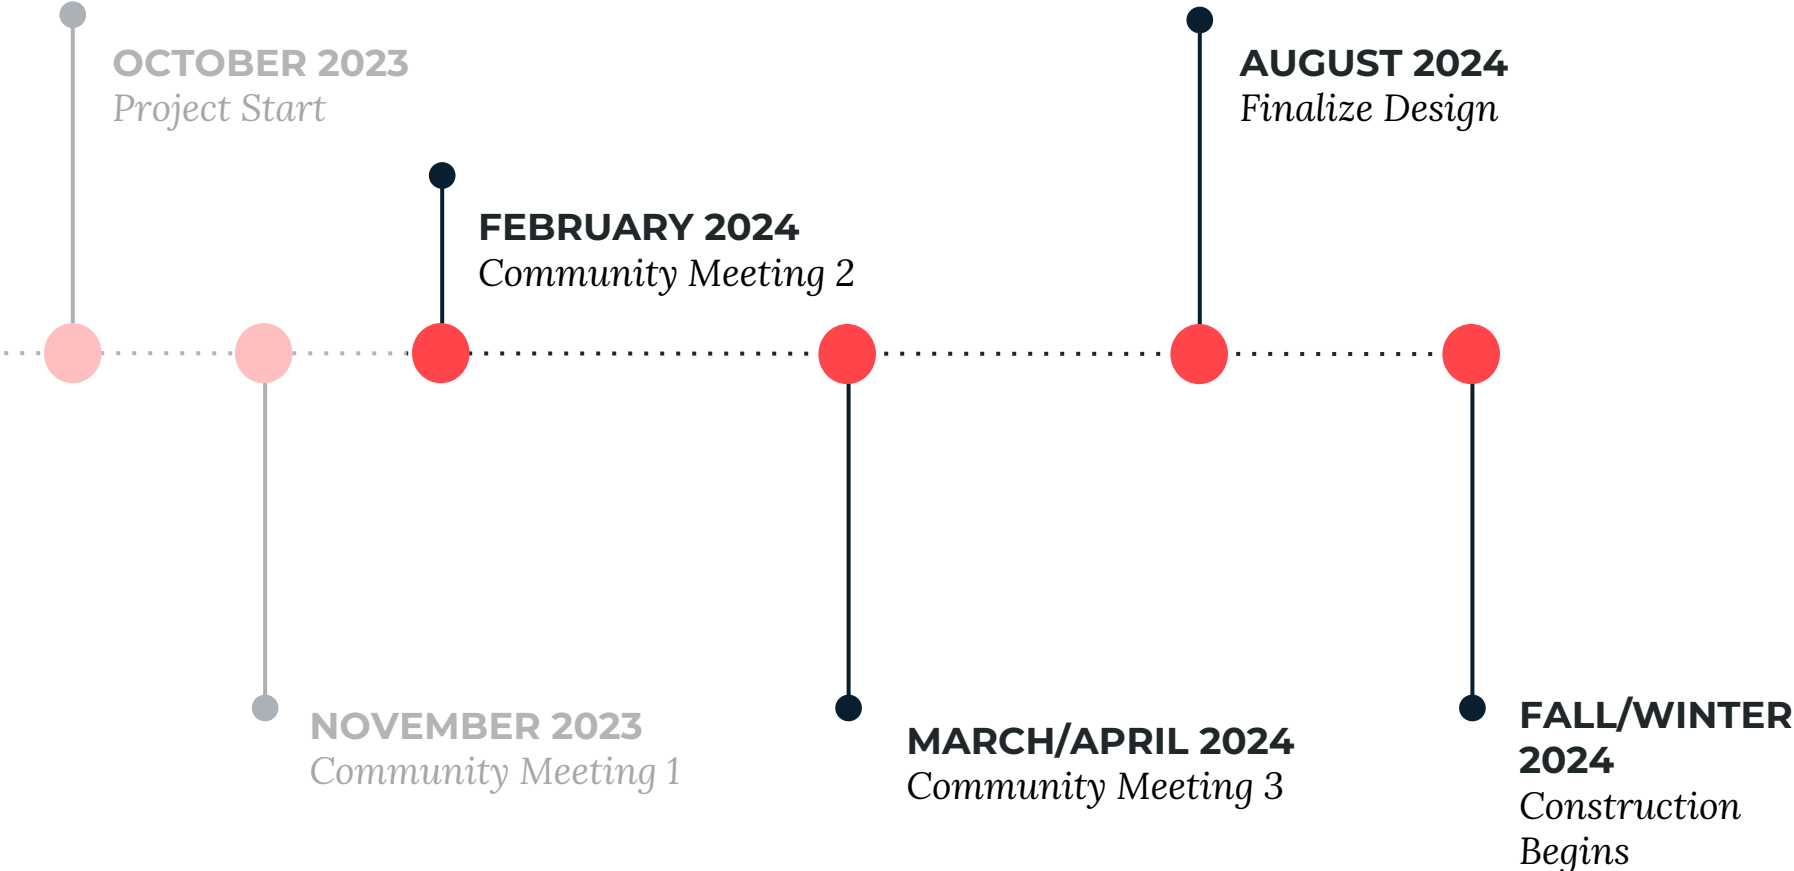 OCTOBER 2023
Project Start
AUGUST 2024
Finalize Design
FEBRUARY 2024
Community Meeting 2
NOVEMBER 2023
Community Meeting 1
MARCH/APRIL 2024
Community Meeting 3
FALL/WINTER
2024
Construction
Begins